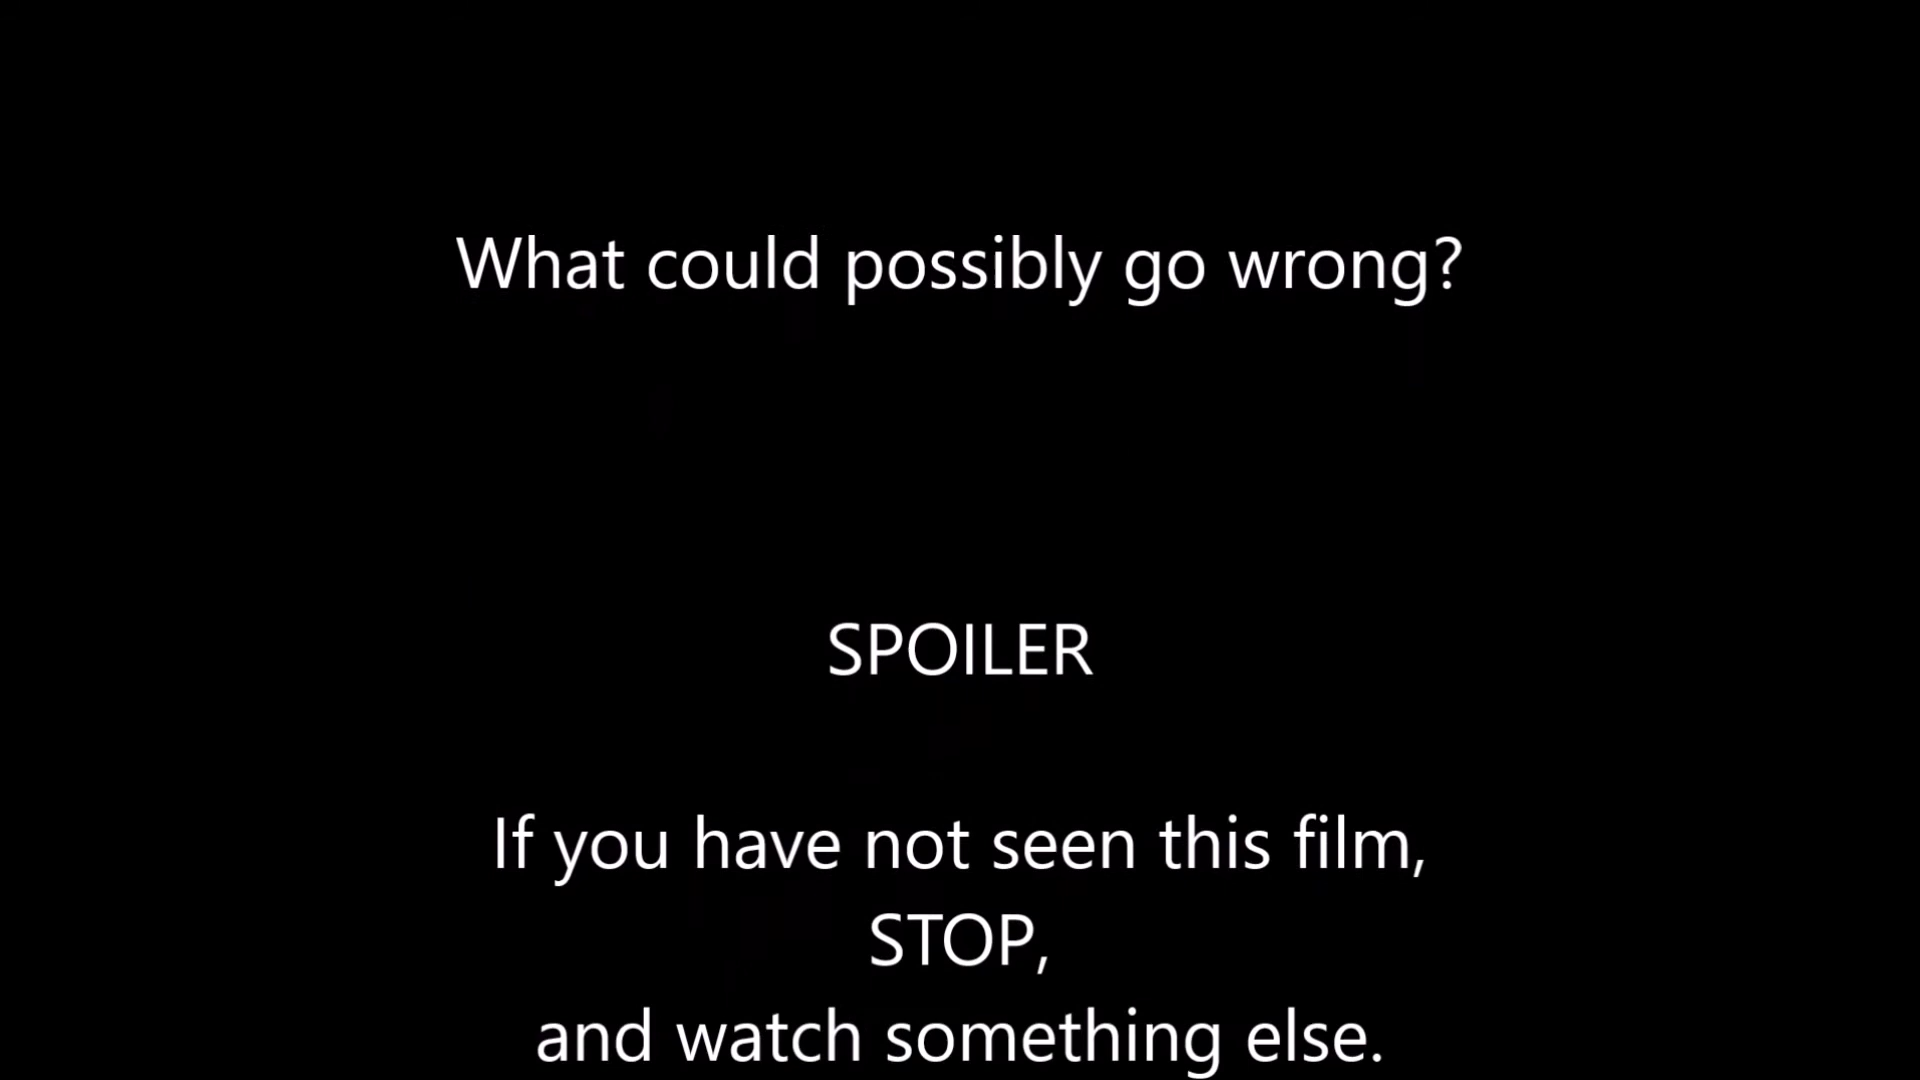 What could possibly go wrong?
SPOILER
If you have not seen this film,
STOP,
and watch something else.